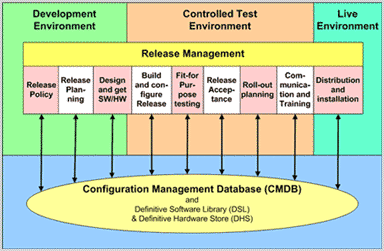 Development
Environment
Controlled Test
Environment
Live
Environment
Release Management
Release
Policy
Release
Plan-
ning
Design
and get
SW/HW
Build
and con-
figure
Release
Fit-for
Pur-
pose
testing
Release
Accep-
tance
Roll-out
planning
Com-
munica-
tion and
Training
Distribution
and
installation
Configuration Management Database (CMDB)
and
Definitive Software Library (DSL)
& Definitive Hardware Store (DHS)